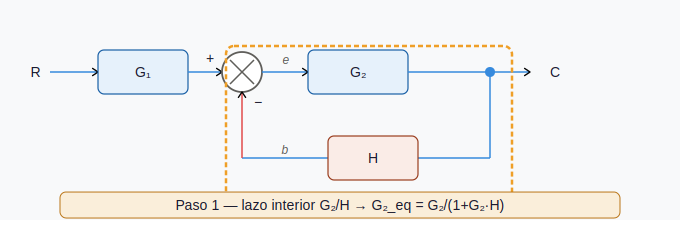 R
G₁
+
e
G₂
C
−
b
H
Paso 1 — lazo interior G₂/H → G₂_eq = G₂/(1+G₂·H)